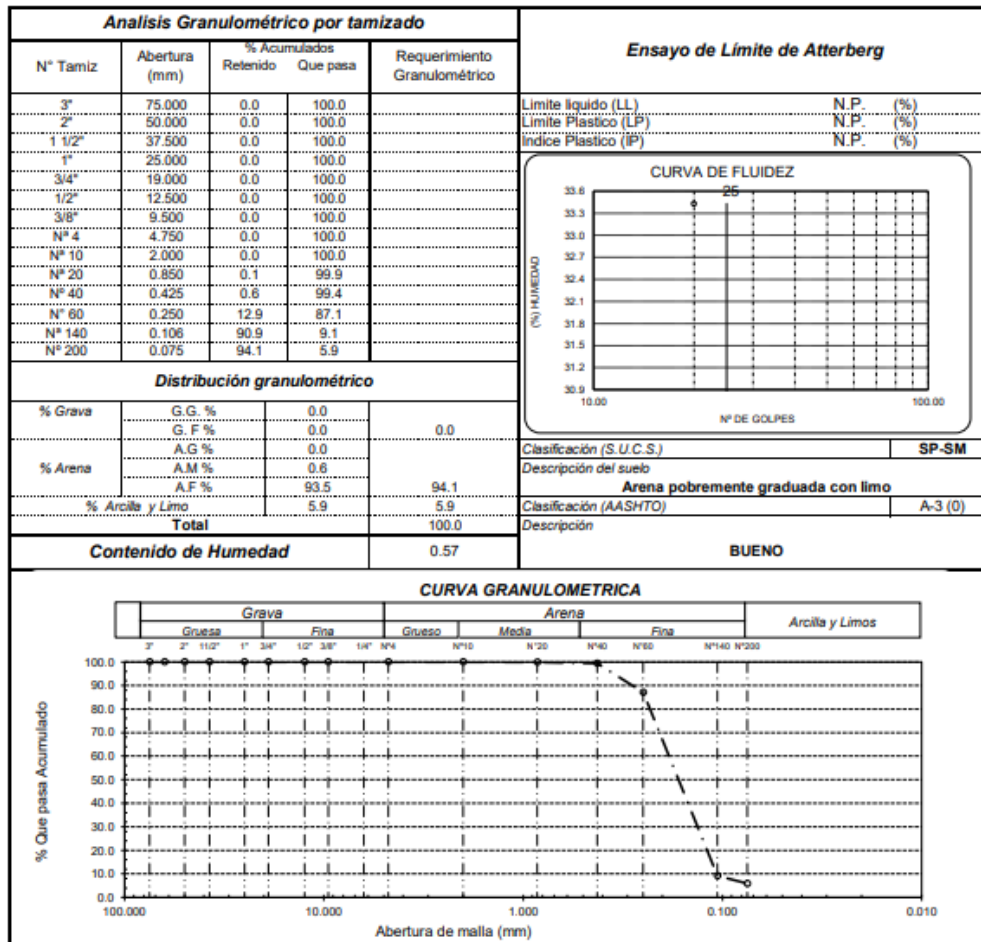 Analisis Granulométrico por tamizado
N° Tamiz Abertura (mm) % Acumulados Retenido Que pasa Requerimiento Granulométrico
3" 75.000 0.0 100.0
2" 50.000 0.0 100.0
1 1/2" 37.500 0.0 100.0
1" 25.000 0.0 100.0
3/4" 19.000 0.0 100.0
1/2" 12.500 0.0 100.0
3/8" 9.500 0.0 100.0
Nª 4 4.750 0.0 100.0
Nª 10 2.000 0.0 100.0
Nª 20 0.850 0.1 99.9
Nº 40 0.425 0.6 99.4
N° 60 0.250 12.9 87.1
Nª 140 0.106 90.9 9.1
Nº 200 0.075 94.1 5.9
Distribución granulométrico
% Grava G.G. % 0.0
G. F % 0.0 0.0
A.G % 0.0
% Arena A.M % 0.6
A.F % 93.5 94.1
% Arcilla y Limo 5.9 5.9
Total 100.0
Contenido de Humedad 0.57
Ensayo de Límite de Atterberg
Limite liquido (LL) N.P. (%)
Limite Plastico (LP) N.P. (%)
Indice Plastico (IP) N.P. (%)
CURVA DE FLUIDEZ
25
33.6
33.3
33.0
32.7
32.4
32.1
31.8
31.5
31.2
30.9
(%) HUMEDAD
10.00 100.00
Nº DE GOLPES
Clasificación (S.U.C.S.) SP-SM
Descripción del suelo
Arena pobremente graduada con limo
Clasificación (AASHTO) A-3 (0)
Descripción
BUENO
CURVA GRANULOMETRICA
Grava Arena Arcilla y Limos
Gruesa Fina Grueso Media Fina
3" 2" 11/2" 1" 3/4" 1/2" 3/8" 1/4" N°4 N°10 N°20 N°40 N°60 N°140 N°200
100.0
90.0
80.0
70.0
60.0
50.0
40.0
30.0
20.0
10.0
0.0
% Que pasa Acumulado
100.000 10.000 1.000 0.100 0.010
Abertura de malla (mm)